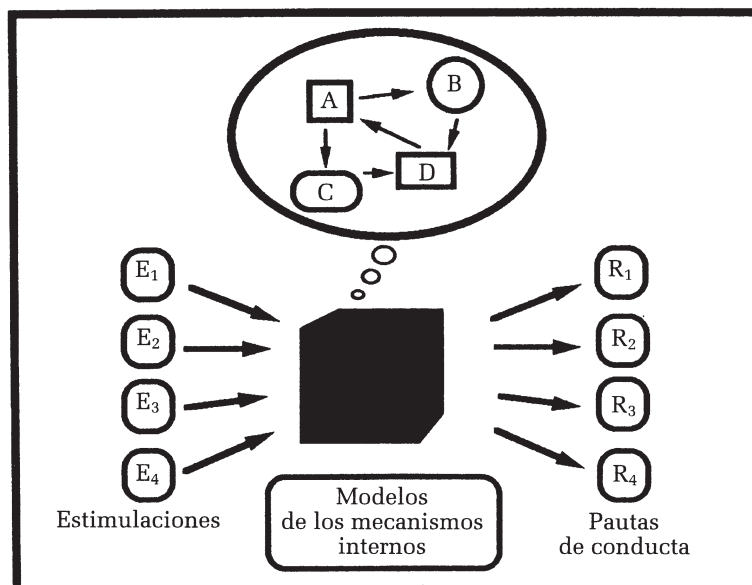 A
B
C
D
E₁
E₂
E₃
E₄
Estimulaciones
Modelos
de los mecanismos
internos
R₁
R₂
R₃
R₄
Pautas
de conducta